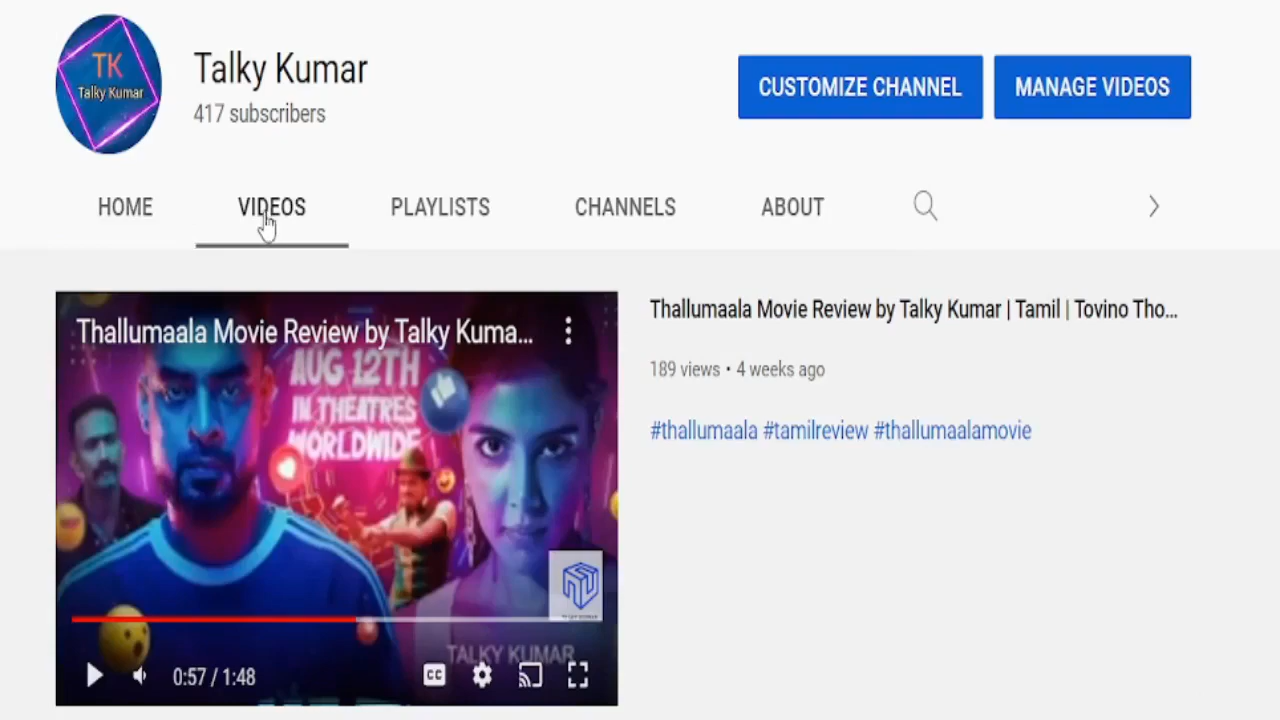 TK
Talky Kumar
Talky Kumar
417 subscribers
CUSTOMIZE CHANNEL
MANAGE VIDEOS
HOME
VIDEOS
PLAYLISTS
CHANNELS
ABOUT
Thallumaala Movie Review by Talky Kuma...
AUG 12TH
IN THEATRES
WORLDWIDE
TALKY KUMAR
CC
0:57 / 1:48
Thallumaala Movie Review by Talky Kumar | Tamil | Tovino Tho...
189 views • 4 weeks ago
#thallumaala #tamilreview #thallumaalamovie